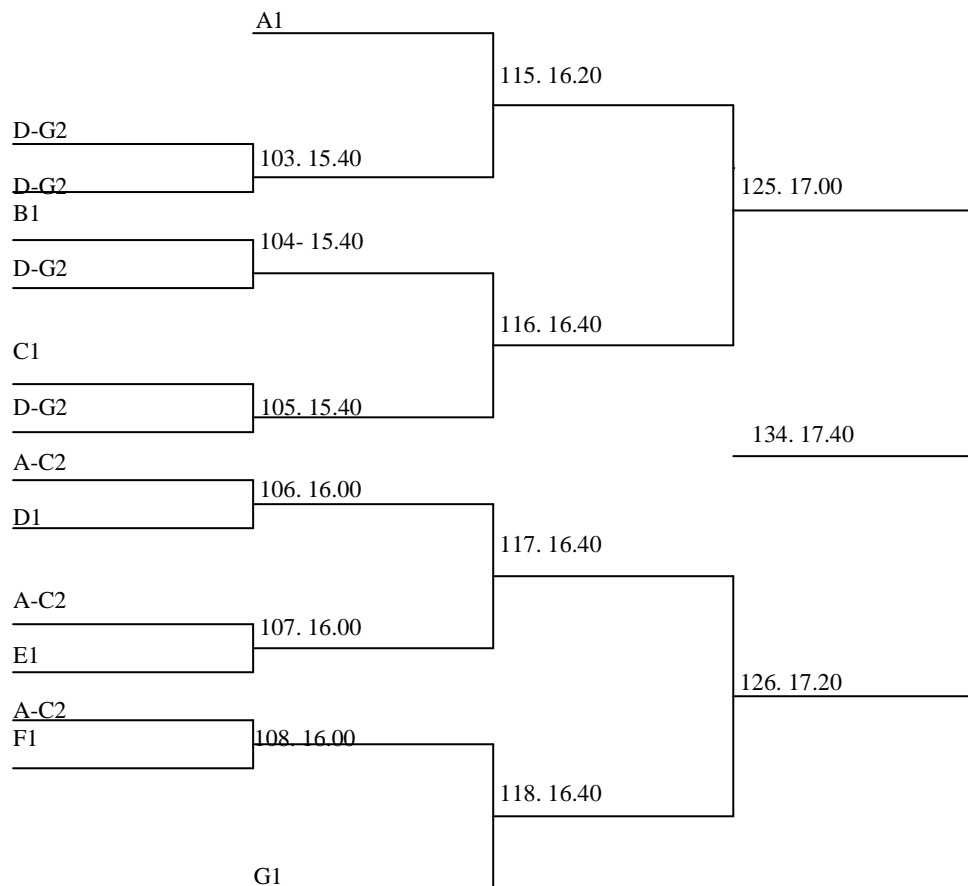 A1
115. 16.20
D-G2
103. 15.40
D-G2
125. 17.00
B1
104- 15.40
D-G2
116. 16.40
C1
D-G2
105. 15.40
134. 17.40
A-C2
106. 16.00
D1
117. 16.40
A-C2
107. 16.00
E1
126. 17.20
A-C2
F1
108. 16.00
118. 16.40
G1